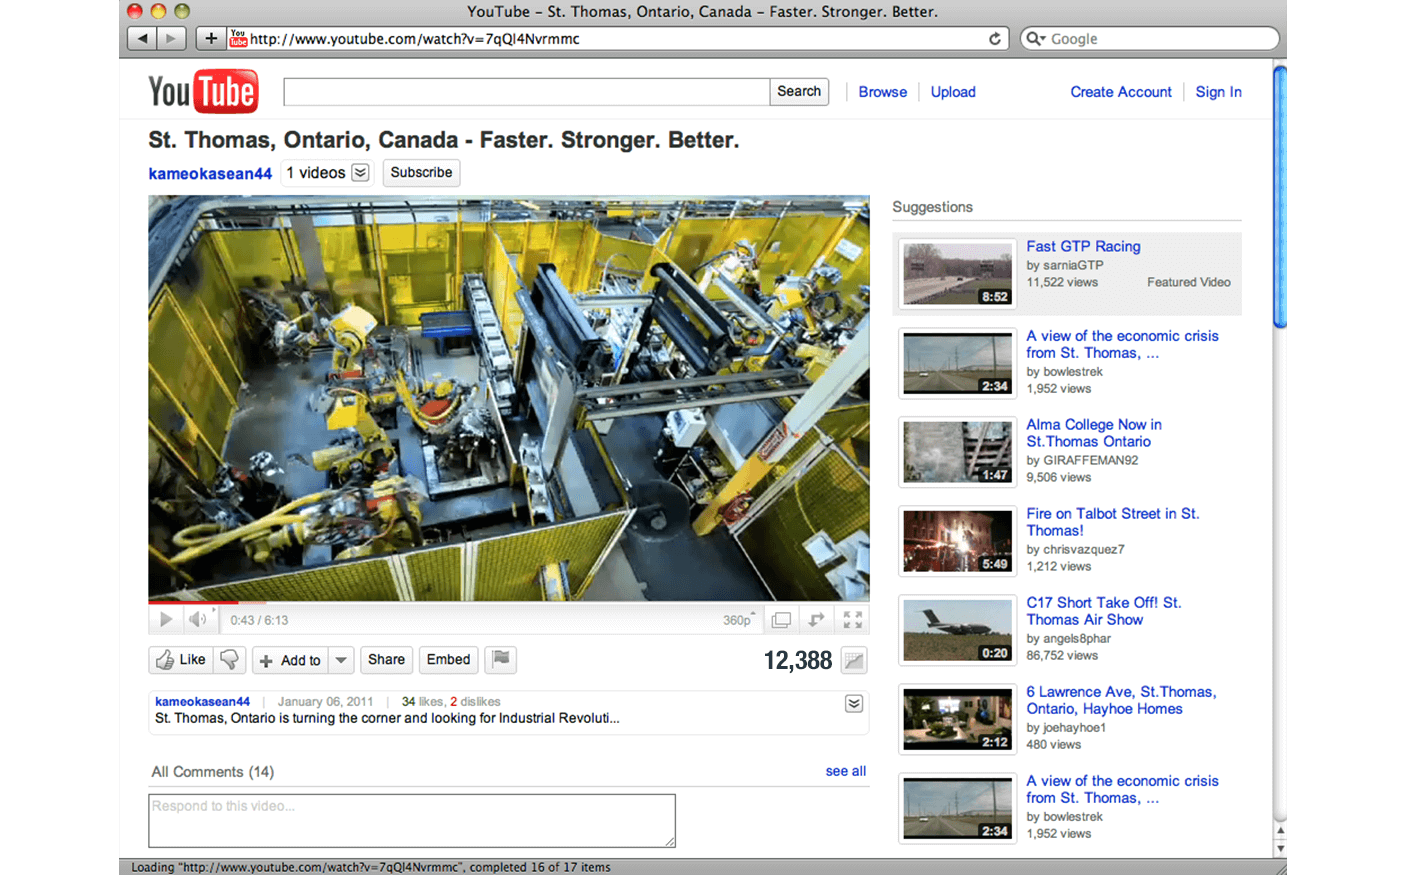 YouTube - St. Thomas, Ontario, Canada - Faster. Stronger. Better.
http://www.youtube.com/watch?v=7qQI4Nvrmmc
Google
YouTube
Search
Browse
Upload
Create Account
Sign In
St. Thomas, Ontario, Canada - Faster. Stronger. Better.
kameokasean44
1 videos
Subscribe
0:43 / 6:13
360p
Like
Add to
Share
Embed
12,388
kameokasean44 | January 06, 2011 | 34 likes, 2 dislikes
St. Thomas, Ontario is turning the corner and looking for Industrial Revoluti...
All Comments (14)
see all
Respond to this video...
Suggestions
Fast GTP Racing
by sarniaGTP
11,522 views
Featured Video
8:52
A view of the economic crisis
from St. Thomas, ...
by bowlestrek
1,952 views
2:34
Alma College Now in
St.Thomas Ontario
by GIRAFFEMAN92
9,506 views
1:47
Fire on Talbot Street in St.
Thomas!
by chrisvazquez7
1,212 views
5:49
C17 Short Take Off! St.
Thomas Air Show
by angels8phar
86,752 views
0:20
6 Lawrence Ave, St.Thomas,
Ontario, Hayhoe Homes
by joehayhoe1
480 views
2:12
A view of the economic crisis
from St. Thomas, ...
by bowlestrek
1,952 views
2:34
Loading "http://www.youtube.com/watch?v=7qQI4Nvrmmc", completed 16 of 17 items